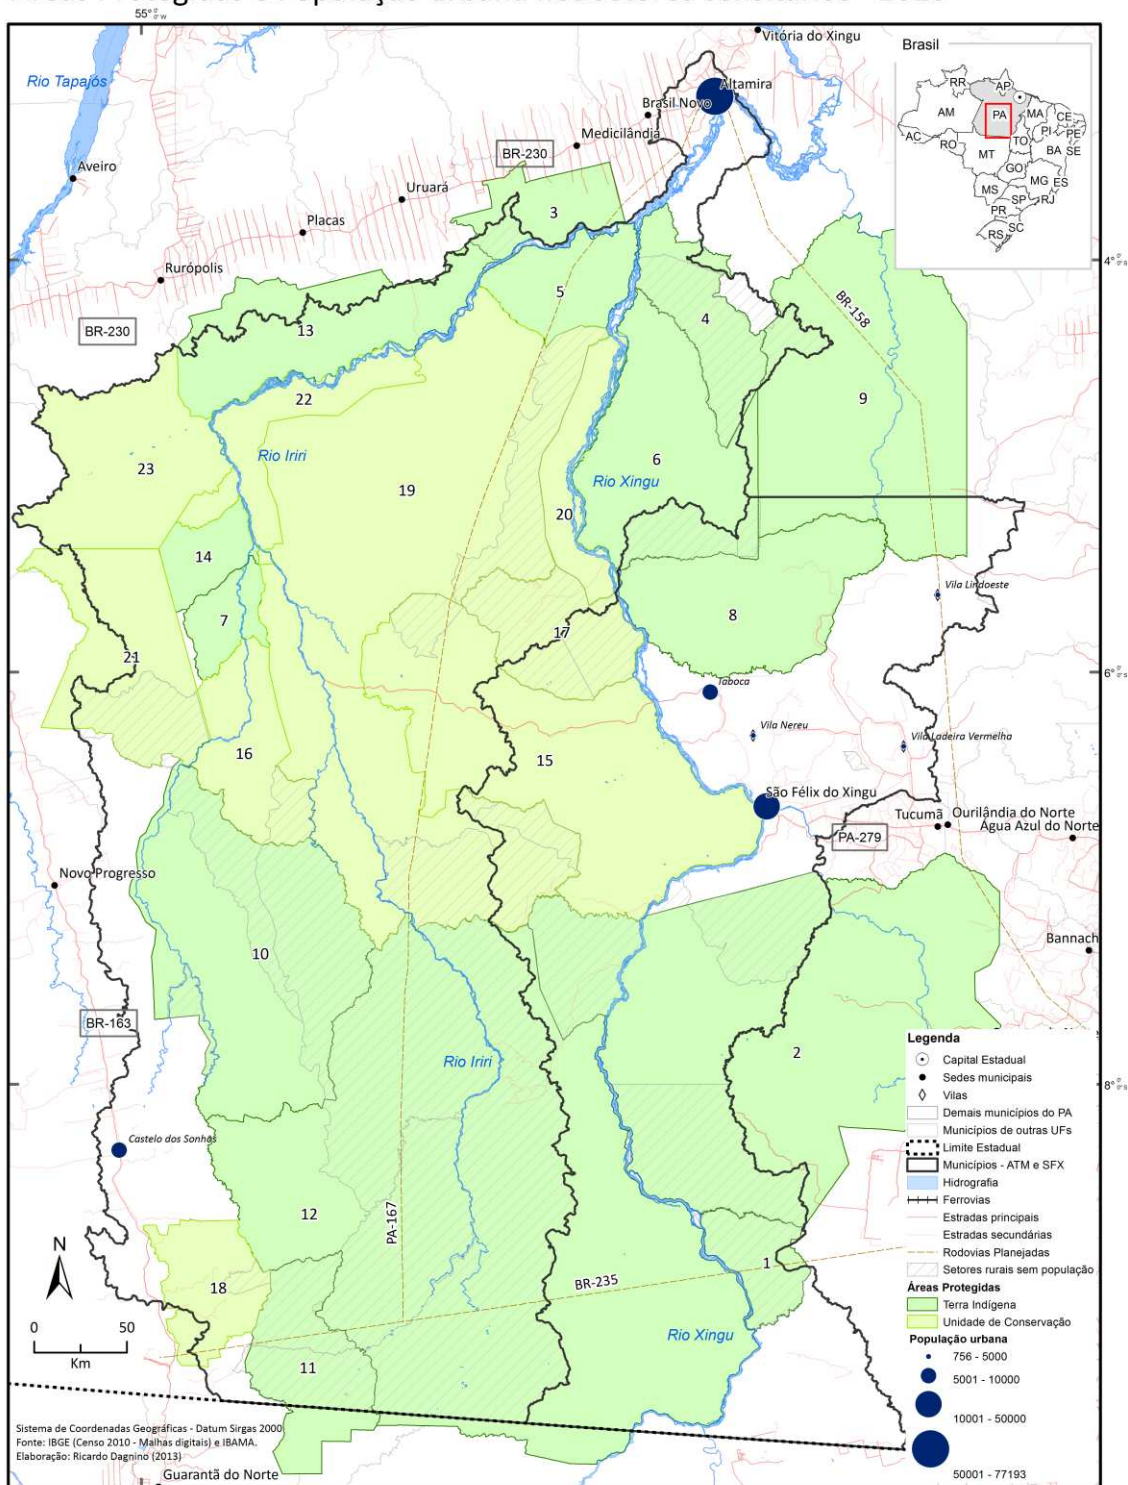 55°
Rio Tapajós
Vitória do Xingu
Altamira
Brasil Novo
Medicilândia
BR-230
Aveiro
Uruará
Placas
Rurópolis
BR-230
Brasil
RR
AP
AM
PA
MA
CE
AC
RO
TO
PI
PE
MT
BA
SE
GO
MS
MG
ES
SP
RJ
PR
SC
RS
3
4°
5
BR-158
4
13
22
9
23
Rio Iriri
Rio Xingu
6
19
20
14
7
Vila Lindoeste
8
17
21
6°
Taboca
Vila Nereu
Vila Ladeira Vermelha
16
15
São Félix do Xingu
Tucumã
Ourilândia do Norte
Água Azul do Norte
PA-279
Novo Progresso
10
Bannach
BR-163
2
Rio Iriri
8°
Castelo dos Sonhos
12
PA-167
1
BR-235
18
Rio Xingu
11
N
0 50
Km
Legenda
Capital Estadual
Sedes municipais
Vilas
Demais municípios do PA
Municípios de outras UFs
Limite Estadual
Municípios - ATM e SFX
Hidrografia
Ferrovias
Estradas principais
Estradas secundárias
Rodovias Planejadas
Setores rurais sem população
Áreas Protegidas
Terra Indígena
Unidade de Conservação
População urbana
756 - 5000
5001 - 10000
10001 - 50000
50001 - 77193
Sistema de Coordenadas Geográficas - Datum Sirgas 2000
Fonte: IBGE (Censo 2010 - Malhas digitais) e IBAMA.
Elaboração: Ricardo Dagnino (2013)
Guarantã do Norte